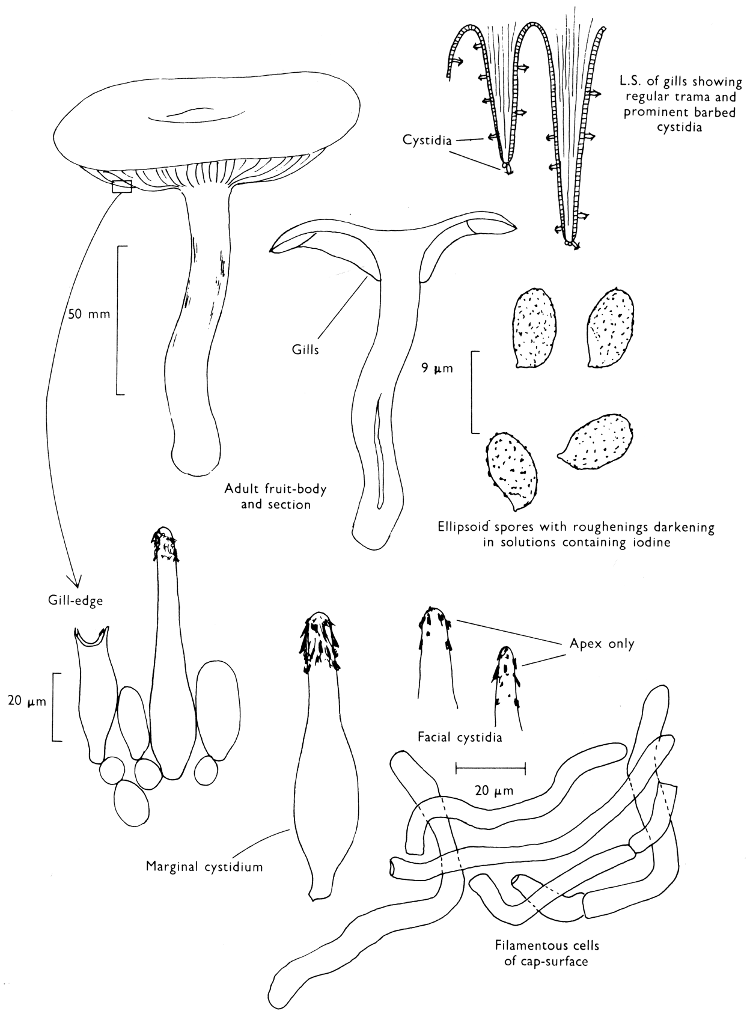 L.S. of gills showing
regular trama and
prominent barbed
cystidia
Cystidia
50 mm
Gills
9 μm
Adult fruit-body
and section
Ellipsoid spores with roughenings darkening
in solutions containing iodine
Gill-edge
20 μm
Apex only
Facial cystidia
20 μm
Marginal cystidium
Filamentous cells
of cap-surface